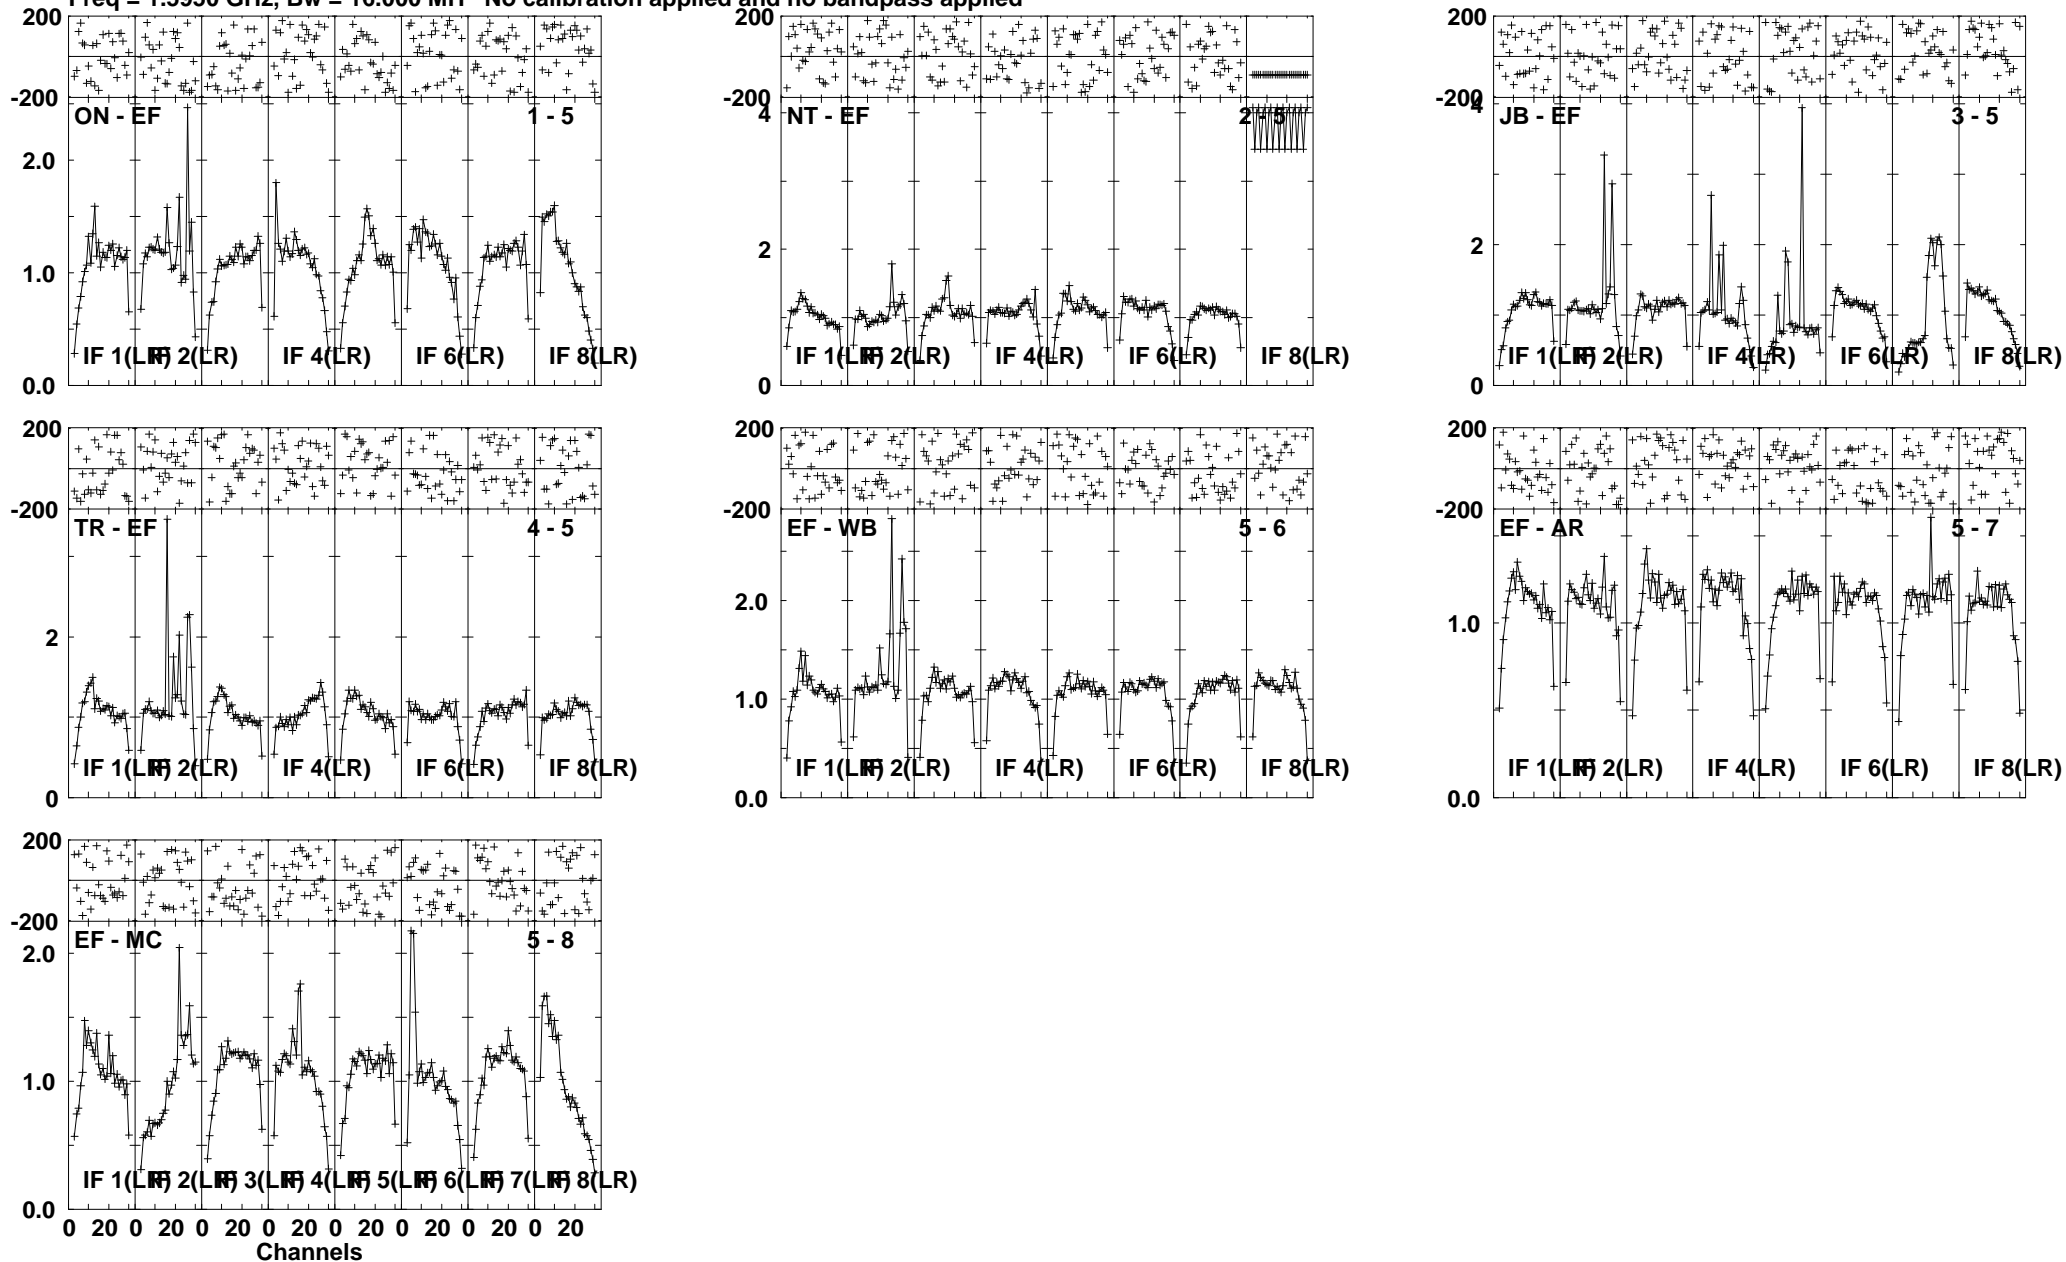 Freq = 1.5950 GHz, Bw = 16.000 MH No calibration applied and no bandpass applied
200
-200
ON - EF 1 - 5
2.0
1.0
0.0
IF 1(LR) IF 2(LR) IF 4(LR) IF 6(LR) IF 8(LR)
200
-200
NT - EF 2 - 5
4
2
0
IF 1(LR) IF 2(LR) IF 4(LR) IF 6(LR) IF 8(LR)
200
-200
JB - EF 3 - 5
4
2
0
IF 1(LR) IF 2(LR) IF 4(LR) IF 6(LR) IF 8(LR)
200
-200
TR - EF 4 - 5
2
0
IF 1(LR) IF 2(LR) IF 4(LR) IF 6(LR) IF 8(LR)
200
-200
EF - WB 5 - 6
2.0
1.0
0.0
IF 1(LR) IF 2(LR) IF 4(LR) IF 6(LR) IF 8(LR)
200
-200
EF - AR 5 - 7
1.0
0.0
IF 1(LR) IF 2(LR) IF 4(LR) IF 6(LR) IF 8(LR)
200
-200
EF - MC 5 - 8
2.0
1.0
0.0
IF 1(LR) IF 2(LR) IF 3(LR) IF 4(LR) IF 5(LR) IF 6(LR) IF 7(LR) IF 8(LR)
0 20 0 20 0 20 0 20 0 20 0 20 0 20 0 20
Channels